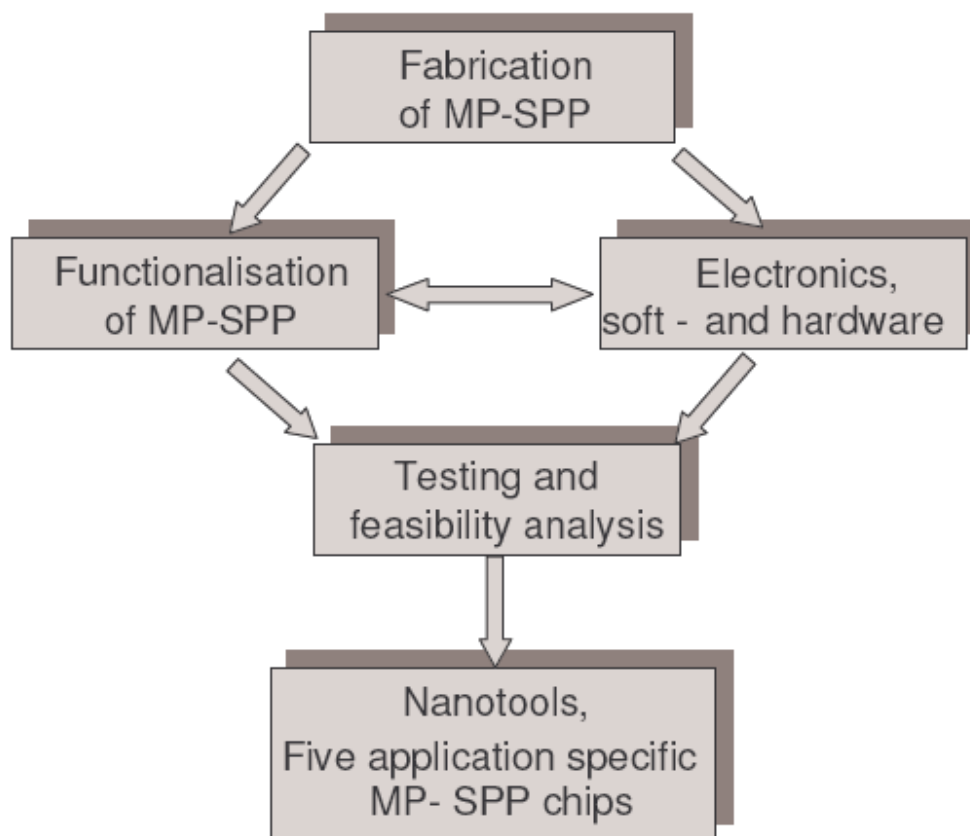 Fabrication
of MP-SPP
Functionalisation
of MP-SPP
Electronics,
soft - and hardware
Testing and
feasibility analysis
Nanotools,
Five application specific
MP- SPP chips